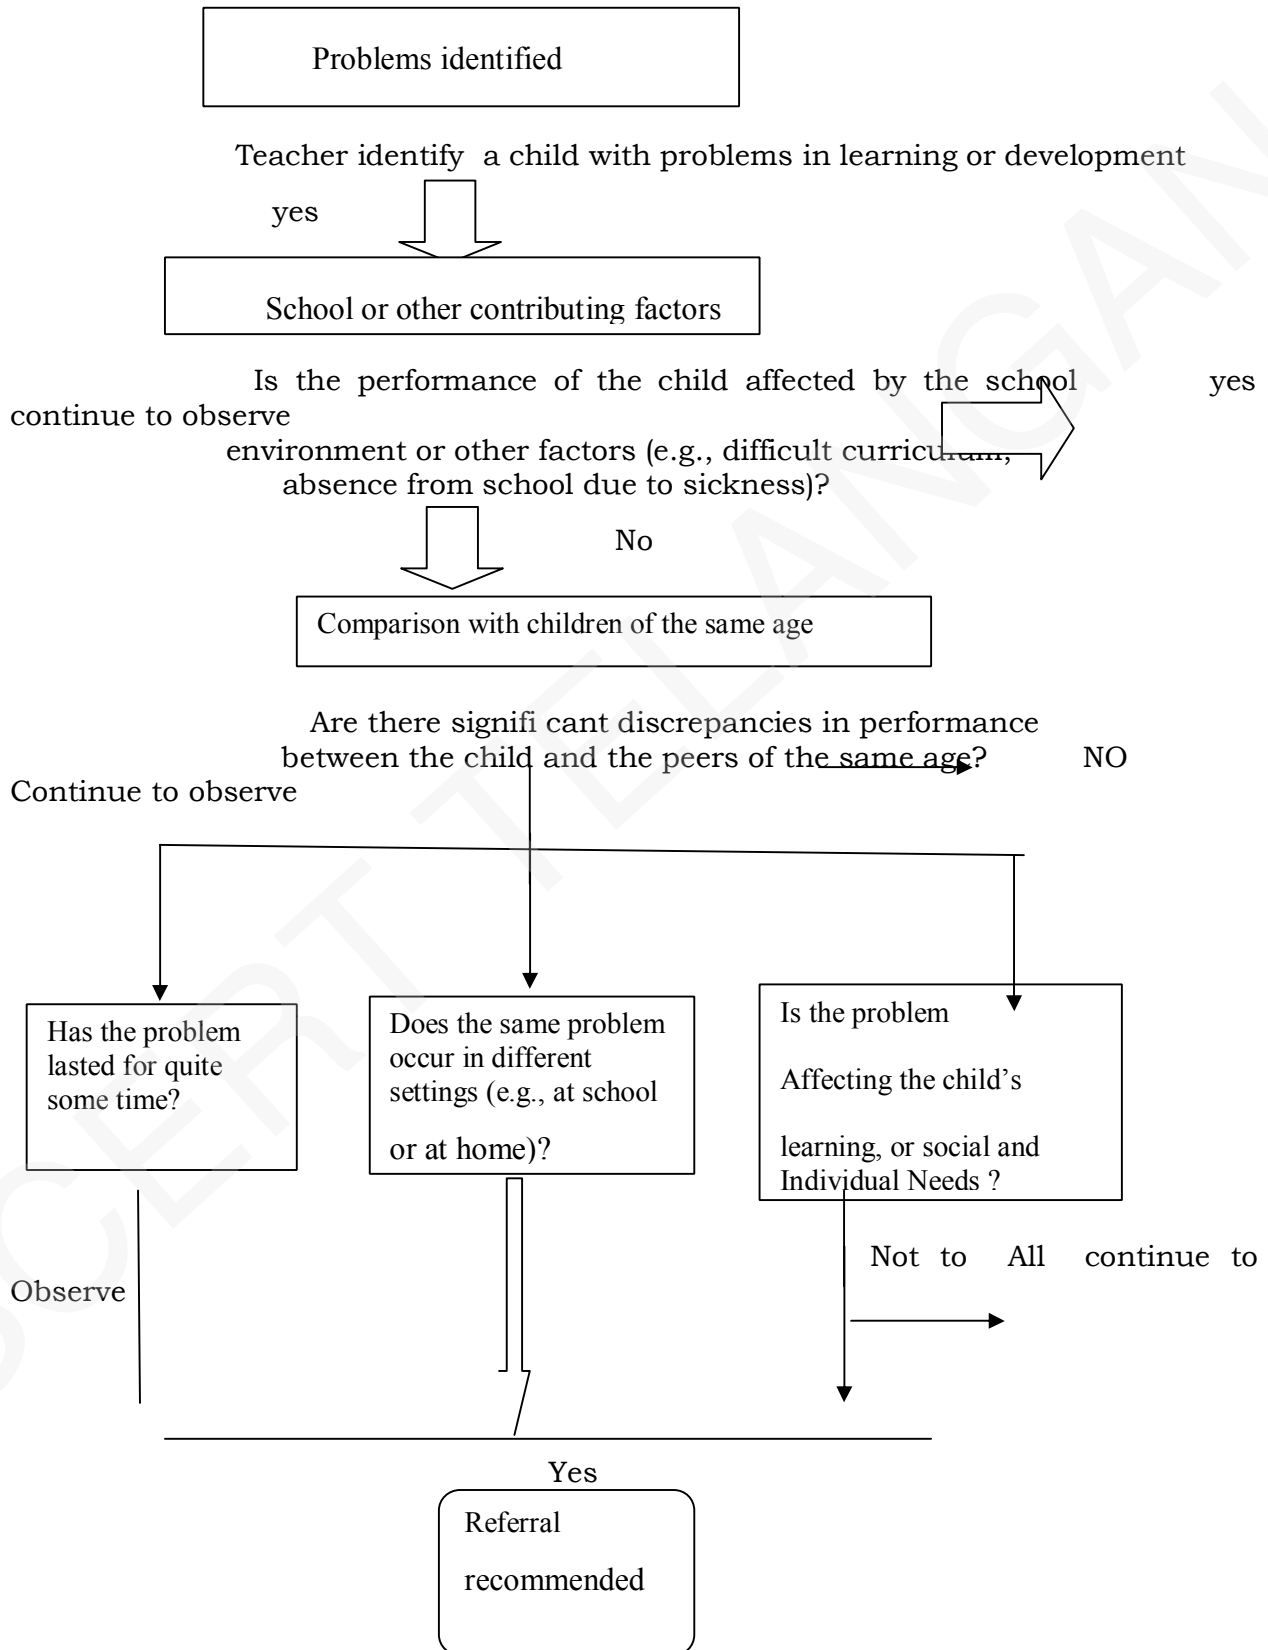 Problems identified
Teacher identify a child with problems in learning or development
yes
School or other contributing factors
Is the performance of the child affected by the school yes
continue to observe
environment or other factors (e.g., difficult curriculum,
absence from school due to sickness)?
No
Comparison with children of the same age
Are there signifi cant discrepancies in performance
between the child and the peers of the same age? NO
Continue to observe
Has the problem
lasted for quite
some time?
Does the same problem
occur in different
settings (e.g., at school
or at home)?
Is the problem
Affecting the child’s
learning, or social and
Individual Needs ?
Not to All continue to
Observe
Yes
Referral
recommended
SCERT TELANGAN